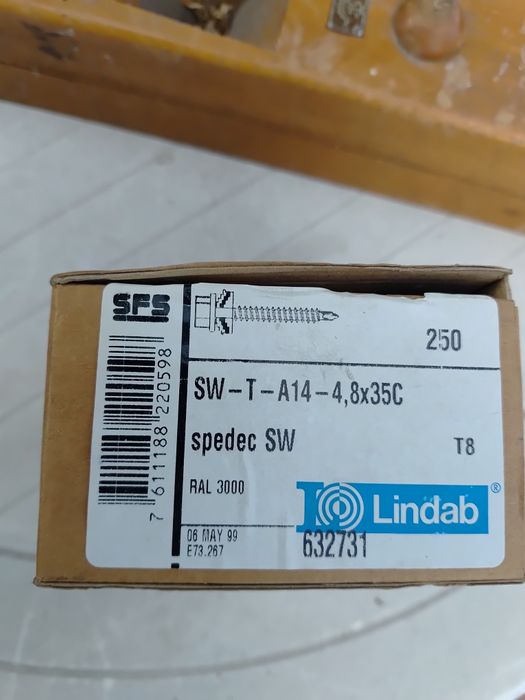 SFS
250
SW-T-A14-4,8x35C
spedec SW
T8
RAL 3000
Lindab®
06 MAY 99
E73.267
632731
7 611188 220598